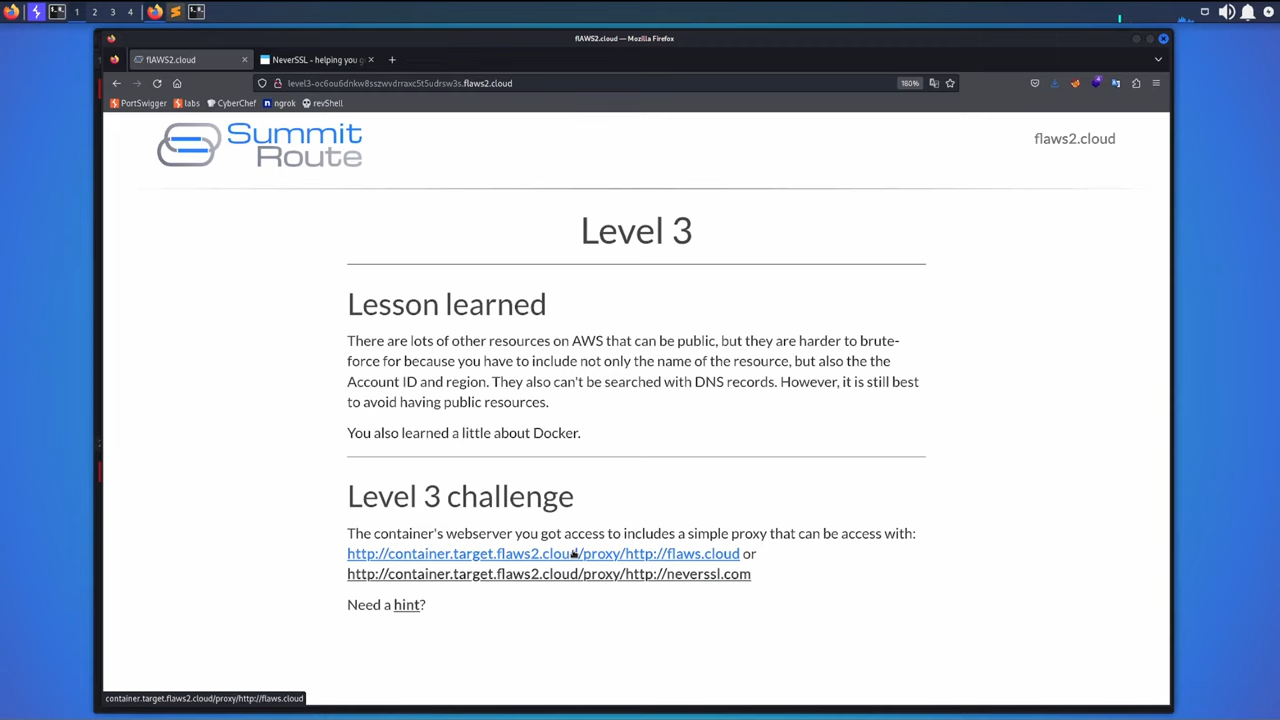 1 2 3 4
flAWS2.cloud — Mozilla Firefox
flAWS2.cloud
NeverSSL - helping you g
level3-oc6ou6dnkw8sszwvdrraxc5t5udrsw3s.flaws2.cloud
160%
PortSwigger labs CyberChef ngrok revShell
Summit
Route
flaws2.cloud
Level 3
Lesson learned
There are lots of other resources on AWS that can be public, but they are harder to brute-
force for because you have to include not only the name of the resource, but also the the
Account ID and region. They also can't be searched with DNS records. However, it is still best
to avoid having public resources.
You also learned a little about Docker.
Level 3 challenge
The container's webserver you got access to includes a simple proxy that can be access with:
http://container.target.flaws2.cloud/proxy/http://flaws.cloud or
http://container.target.flaws2.cloud/proxy/http://neverssl.com
Need a hint?
container.target.flaws2.cloud/proxy/http://flaws.cloud